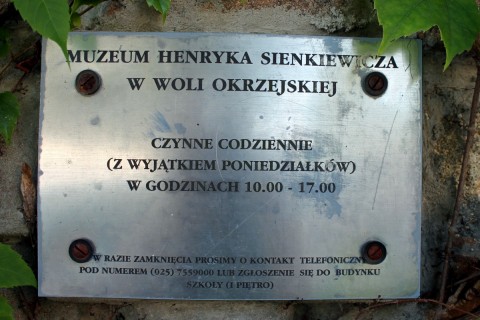 MUZEUM HENRYKA SIENKIEWICZA
W WOLI OKRZEJSKIEJ
CZYNNE CODZIENNIE
(Z WYJĄTKIEM PONIEDZIAŁKÓW)
W GODZINACH 10.00 - 17.00
W RAZIE ZAMKNIĘCIA PROSIMY O KONTAKT TELEFONICZNY
POD NUMEREM (025) 7559000 LUB ZGŁOSZENIE SIĘ DO BUDYNKU
SZKOŁY (I PIĘTRO)